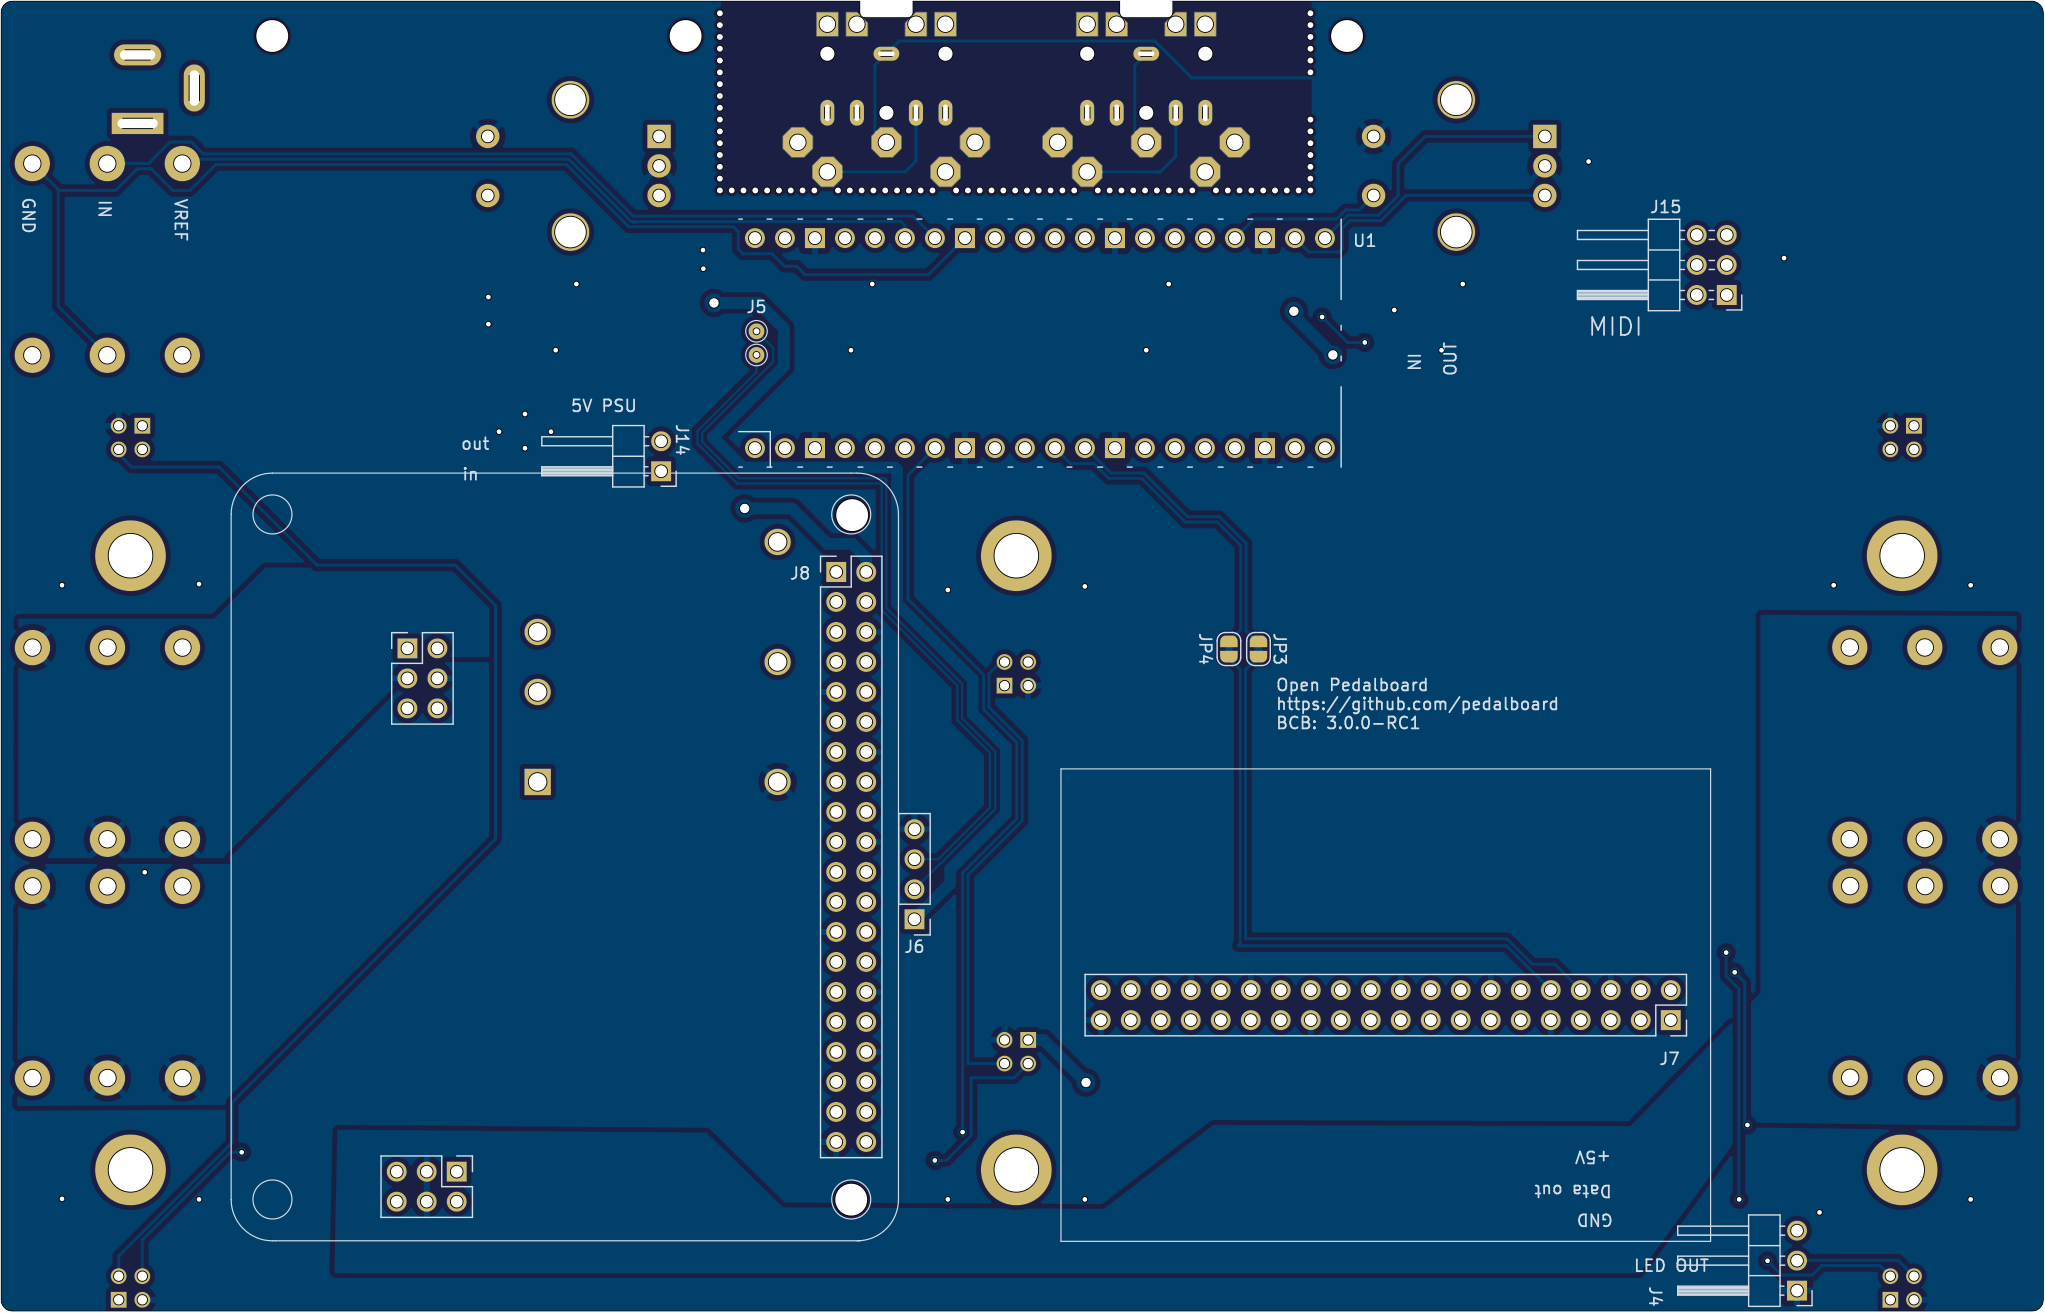 GND
IN
VREF
J15
U1
MIDI
J5
IN
OUT
5V PSU
out
in
J14
J8
JP4
JP3
Open Pedalboard
https://github.com/pedalboard
BCB: 3.0.0-RC1
J6
J7
+5V
Data out
GND
LED OUT
J4